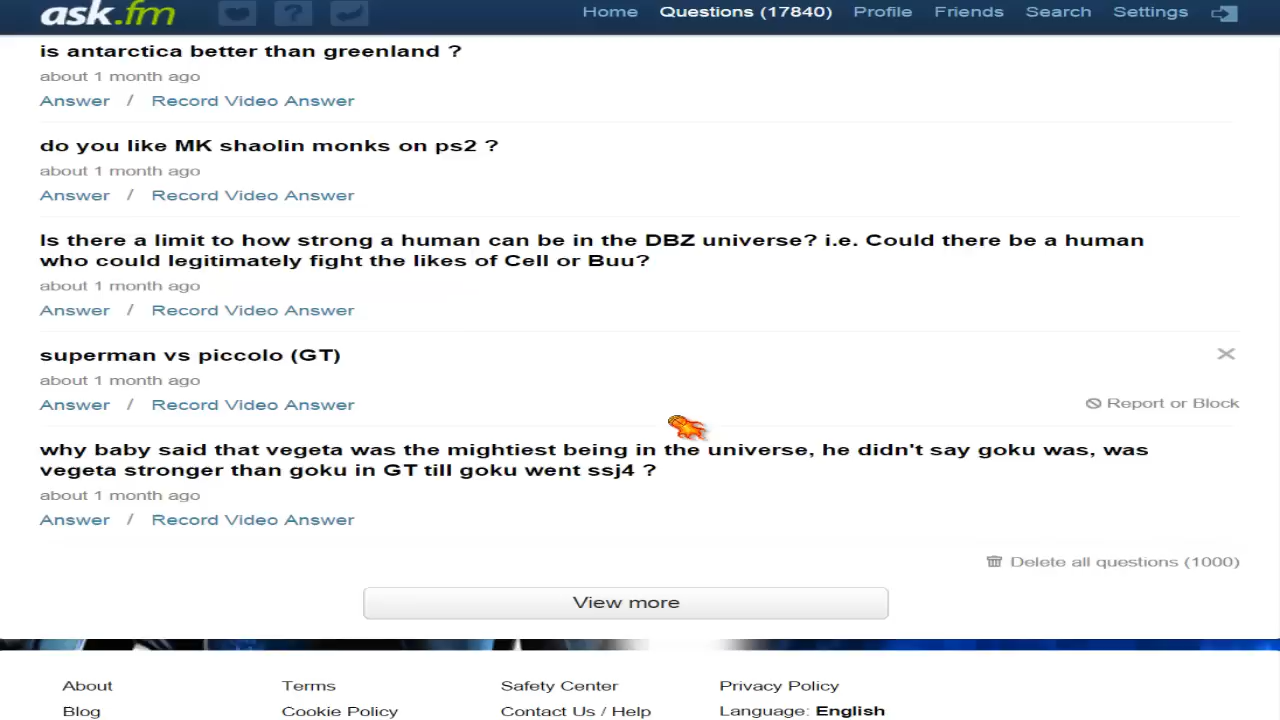 ask.fm Home Questions (17840) Profile Friends Search Settings
is antarctica better than greenland ?
about 1 month ago
Answer / Record Video Answer
do you like MK shaolin monks on ps2 ?
about 1 month ago
Answer / Record Video Answer
Is there a limit to how strong a human can be in the DBZ universe? i.e. Could there be a human
who could legitimately fight the likes of Cell or Buu?
about 1 month ago
Answer / Record Video Answer
superman vs piccolo (GT)
about 1 month ago
Answer / Record Video Answer Report or Block
why baby said that vegeta was the mightiest being in the universe, he didn't say goku was, was
vegeta stronger than goku in GT till goku went ssj4 ?
about 1 month ago
Answer / Record Video Answer
Delete all questions (1000)
View more
About Terms Safety Center Privacy Policy
Blog Cookie Policy Contact Us / Help Language: English